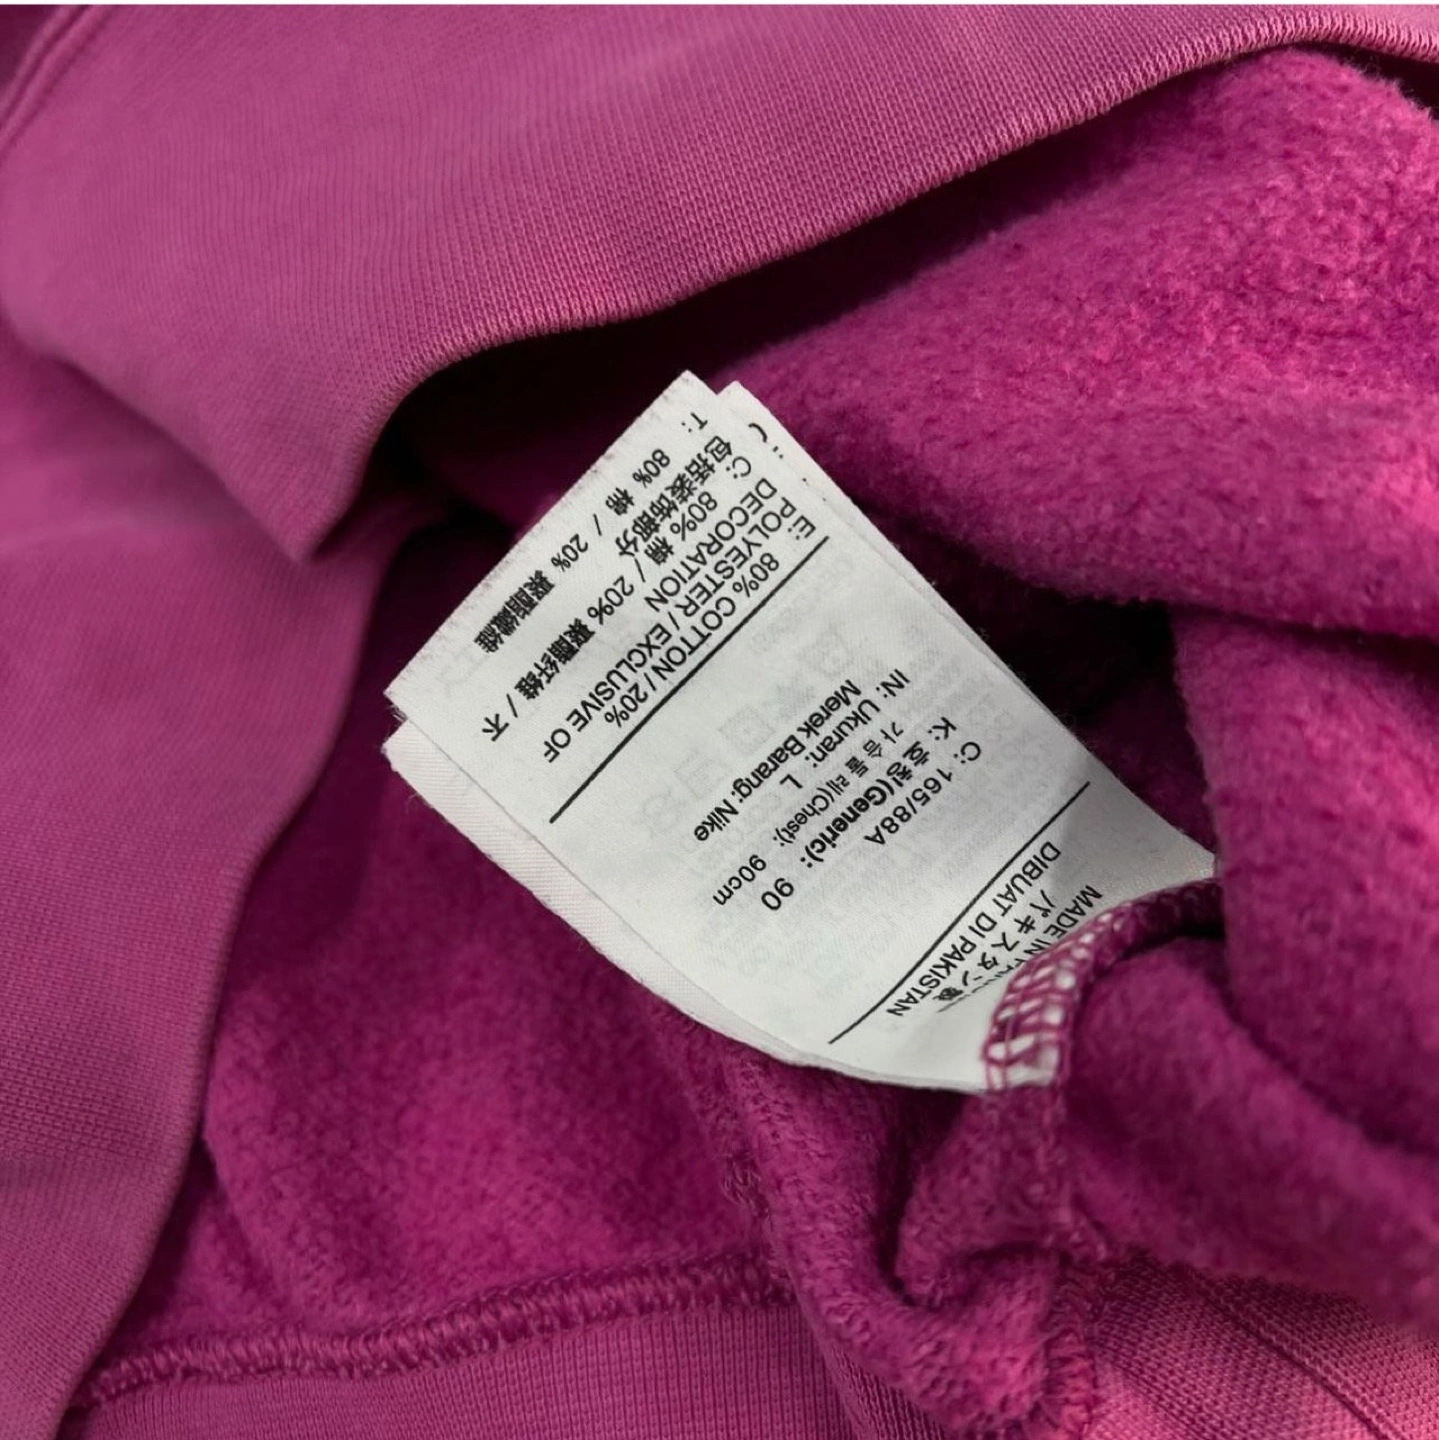 MADE IN
パキスタン製
DIBUAT DI PAKISTAN
C: 165/88A
K: 호칭(Generic): 90
가슴둘레(Chest): 90cm
IN: Ukuran: L
Merek Barang: Nike
E: 80% COTTON / 20%
POLYESTER / EXCLUSIVE OF
DECORATION
C: 80% 棉 / 20% 聚酯纤维 / 不
包括装饰部分
T: 80% 棉 / 20% 聚酯纖維